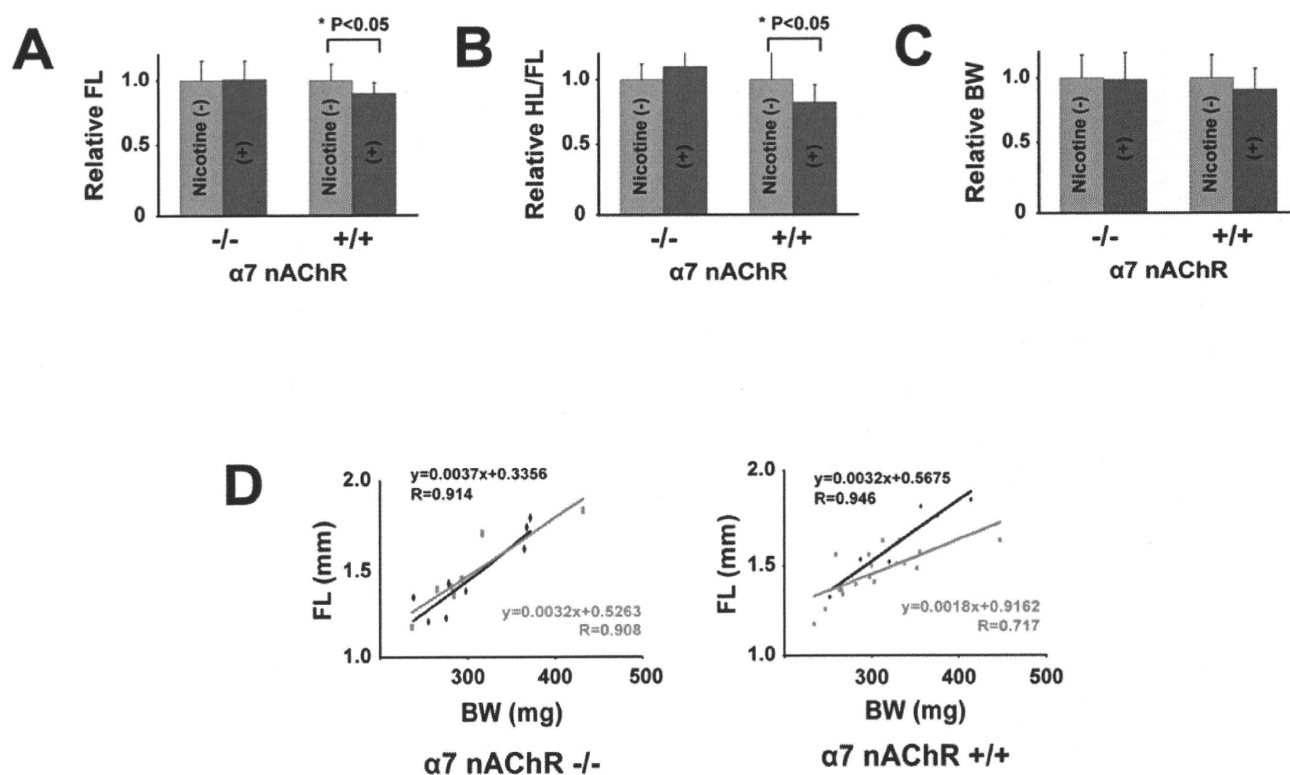 A
* P<0.05
Relative FL
1.0
0.5
0
Nicotine (-)
(+)
Nicotine (-)
(+)
-/-
+/+
α7 nAChR
B
* P<0.05
Relative HL/FL
1.0
0.5
0
Nicotine (-)
(+)
Nicotine (-)
(+)
-/-
+/+
α7 nAChR
C
Relative BW
1.0
0.5
0
Nicotine (-)
(+)
Nicotine (-)
(+)
-/-
+/+
α7 nAChR
D
y=0.0037x+0.3356
R=0.914
FL (mm)
2.0
1.5
1.0
y=0.0032x+0.5263
R=0.908
300
400
500
BW (mg)
α7 nAChR -/-
y=0.0032x+0.5675
R=0.946
FL (mm)
2.0
1.5
1.0
y=0.0018x+0.9162
R=0.717
300
400
500
BW (mg)
α7 nAChR +/+